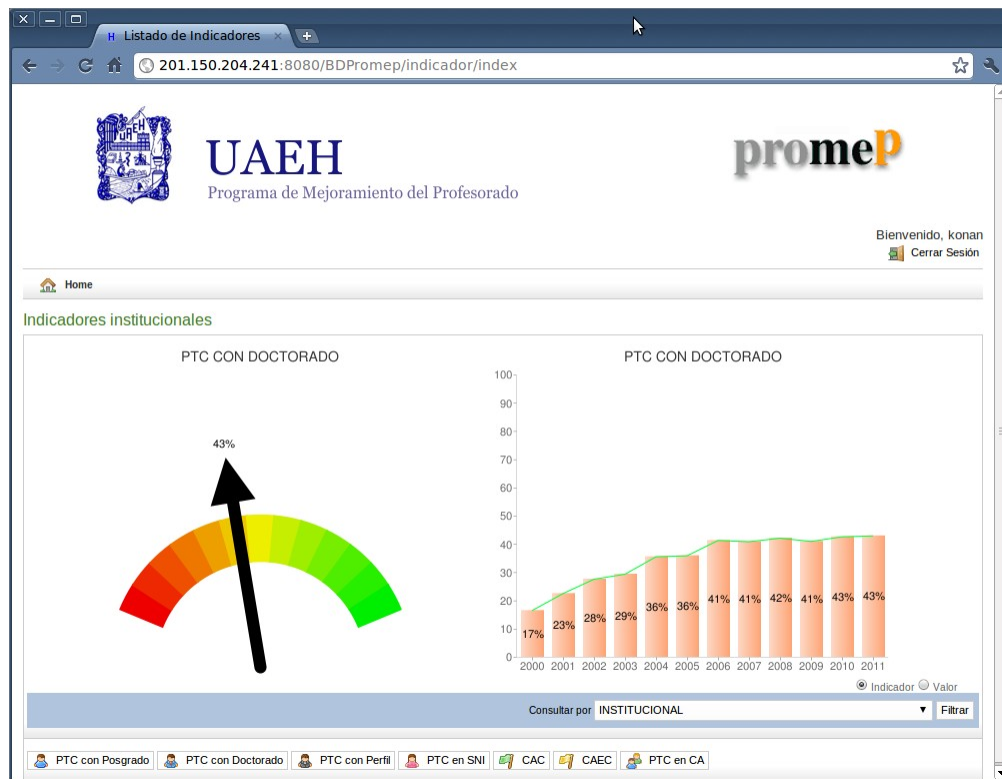 Listado de Indicadores
201.150.204.241:8080/BDPromep/indicador/index
UAEH
UAEH
Programa de Mejoramiento del Profesorado
promep
Bienvenido, konan
Cerrar Sesión
Home
Indicadores institucionales
PTC CON DOCTORADO
43%
PTC CON DOCTORADO
100
90
80
70
60
50
40
30
20
10
0
17% 23% 28% 29% 36% 36% 41% 41% 42% 41% 43% 43%
2000 2001 2002 2003 2004 2005 2006 2007 2008 2009 2010 2011
Indicador Valor
Consultar por INSTITUCIONAL Filtrar
PTC con Posgrado PTC con Doctorado PTC con Perfil PTC en SNI CAC CAEC PTC en CA